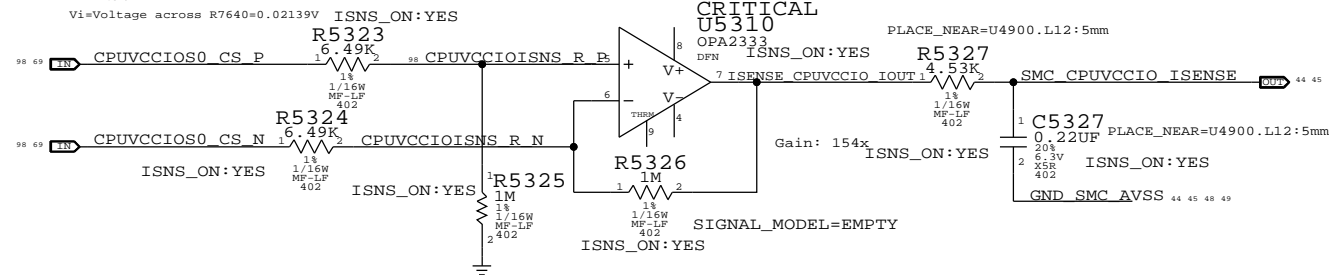 Vi=Voltage across R7640=0.02139V
ISNS_ON:YES
R5323
6.49K
1 2
1%
1/16W
MF-LF
402
98 69 IN CPUVCCIOS0_CS_P
98 CPUVCCIOISNS_R_P
CRITICAL
U5310
OPA2333
DFN
ISNS_ON:YES
5
+
8
V+
6
-
V-
4
THRM
9
7 ISENSE_CPUVCCIO_IOUT
PLACE_NEAR=U4900.L12:5mm
R5327
4.53K
1 2
1%
1/16W
MF-LF
402
SMC_CPUVCCIO_ISENSE OUT 44 45
R5324
6.49K
1 2
1%
1/16W
MF-LF
402
98 69 IN CPUVCCIOS0_CS_N
CPUVCCIOISNS_R_N
ISNS_ON:YES
ISNS_ON:YES
1
R5325
1M
1%
1/16W
MF-LF
402
2
R5326
1M
1 2
1%
1/16W
MF-LF
402
ISNS_ON:YES
SIGNAL_MODEL=EMPTY
Gain: 154x
ISNS_ON:YES
1
C5327
0.22UF
20%
6.3V
X5R
402
2
PLACE_NEAR=U4900.L12:5mm
ISNS_ON:YES
GND_SMC_AVSS 44 45 48 49